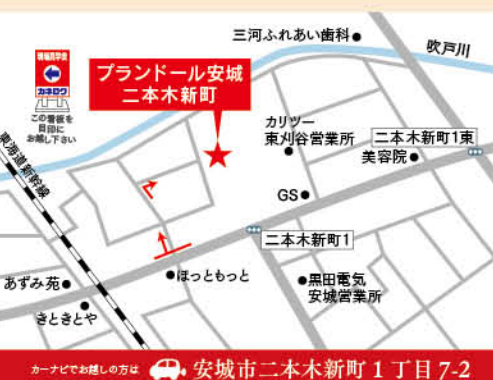 三河ふれあい歯科
吹戸川
現場見学会
カネロク
この看板を
目印に
お越し下さい
プランドール安城
二本木新町
カリツー
東刈谷営業所
二本木新町1東
美容院
東海道新幹線
GS
二本木新町1
あずみ苑
ほっともっと
きときとや
黒田電気
安城営業所
カーナビでお越しの方は
安城市二本木新町1丁目7-2